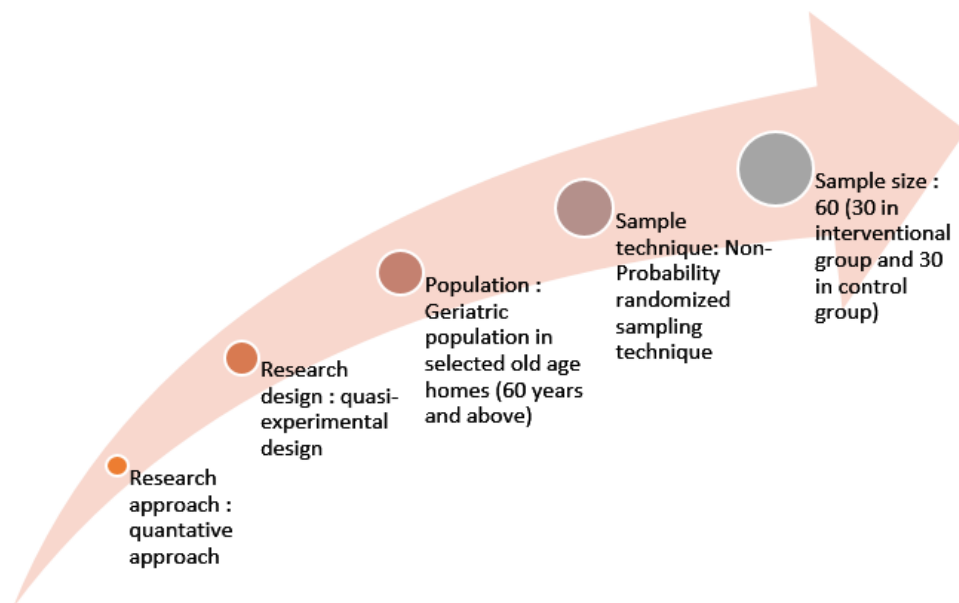 Research
approach :
quantative
approach
Research
design : quasi-
experimental
design
Population :
Geriatric
population in
selected old age
homes (60 years
and above)
Sample
technique: Non-
Probability
randomized
sampling
technique
Sample size :
60 (30 in
interventional
group and 30
in control
group)